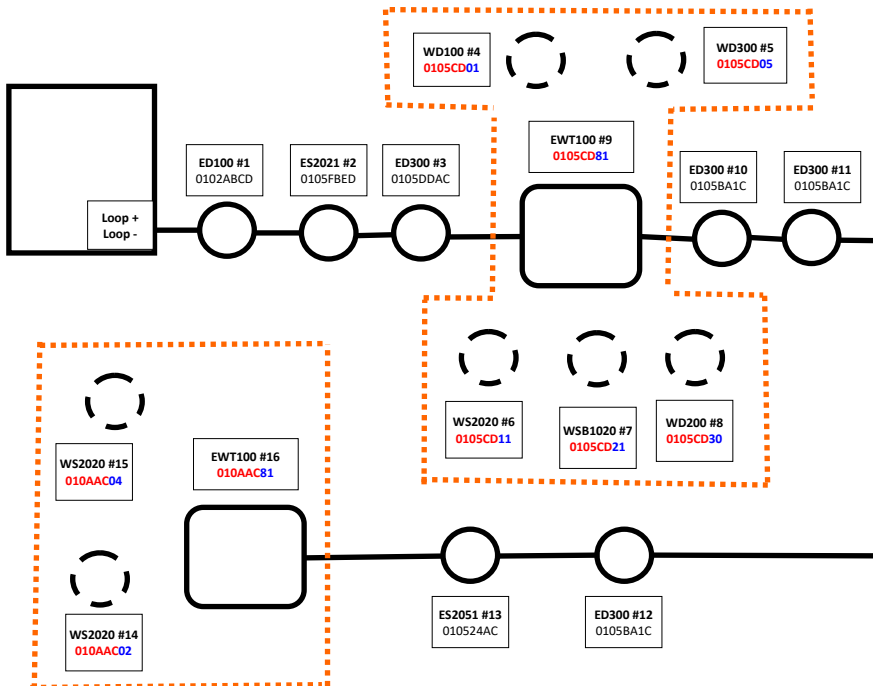 WD100 #4
0105CD01
WD300 #5
0105CD05
EWT100 #9
0105CD81
ED100 #1
0102ABCD
ES2021 #2
0105FBED
ED300 #3
0105DDAC
ED300 #10
0105BA1C
ED300 #11
0105BA1C
Loop +
Loop -
WS2020 #6
0105CD11
WSB1020 #7
0105CD21
WD200 #8
0105CD30
WS2020 #15
010AAC04
EWT100 #16
010AAC81
WS2020 #14
010AAC02
ES2051 #13
010524AC
ED300 #12
0105BA1C